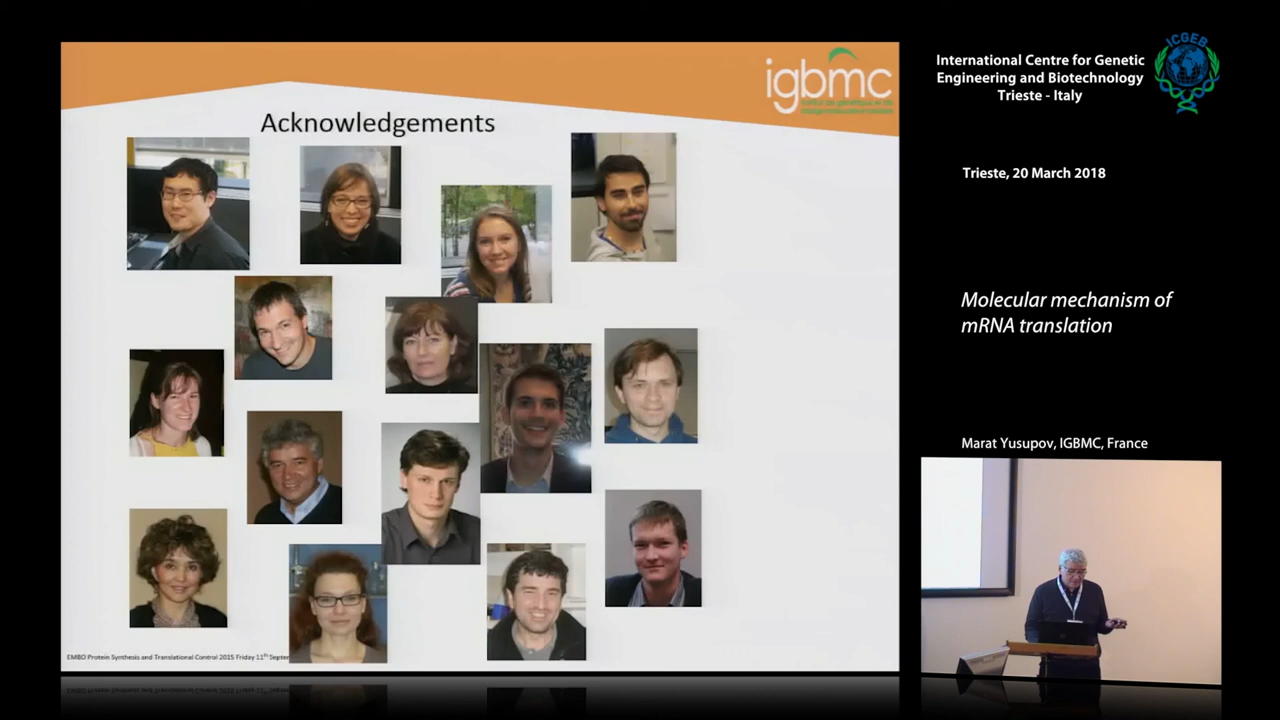 igbmc
Acknowledgements
EMBO Protein Synthesis and Translational Control 2015 Friday 11th Septer
International Centre for Genetic
Engineering and Biotechnology
Trieste - Italy
ICGEB
Trieste, 20 March 2018
Molecular mechanism of
mRNA translation
Marat Yusupov, IGBMC, France